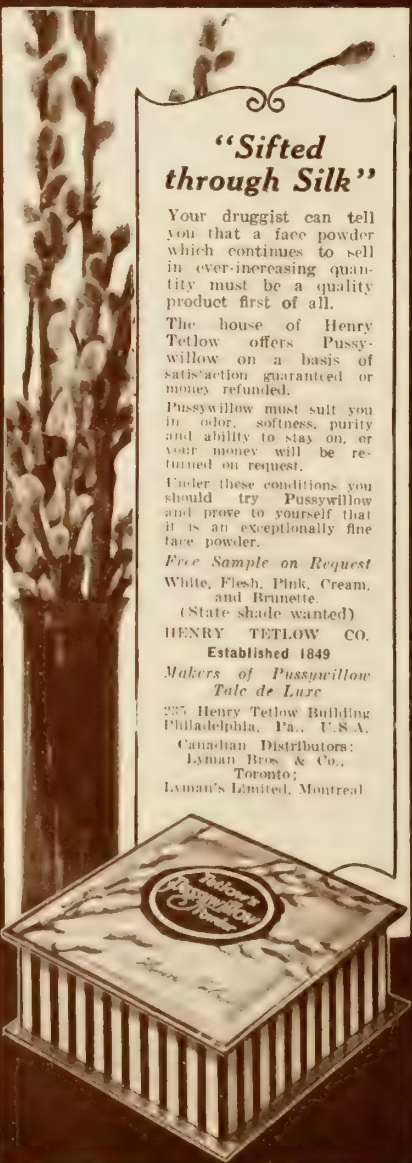 “Sifted
through Silk”
Your druggist can tell
you that a face powder
which continues to sell
in ever-increasing quan-
tity must be a quality
product first of all.
The house of Henry
Tetlow offers Pussy-
willow on a basis of
satisfaction guaranteed or
money refunded.
Pussywillow must suit you
in odor, softness, purity
and ability to stay on, or
your money will be re-
turned on request.
Under these conditions you
should try Pussywillow
and prove to yourself that
it is an exceptionally fine
face powder.
Free Sample on Request
White, Flesh, Pink, Cream,
and Brunette.
(State shade wanted)
HENRY TETLOW CO.
Established 1849
Makers of Pussywillow
Talc de Luxe
235 Henry Tetlow Building
Philadelphia, Pa., U.S.A.
Canadian Distributors:
Lyman Bros. & Co.,
Toronto;
Lyman's Limited, Montreal
Tetlow's
Pussywillow
Powder